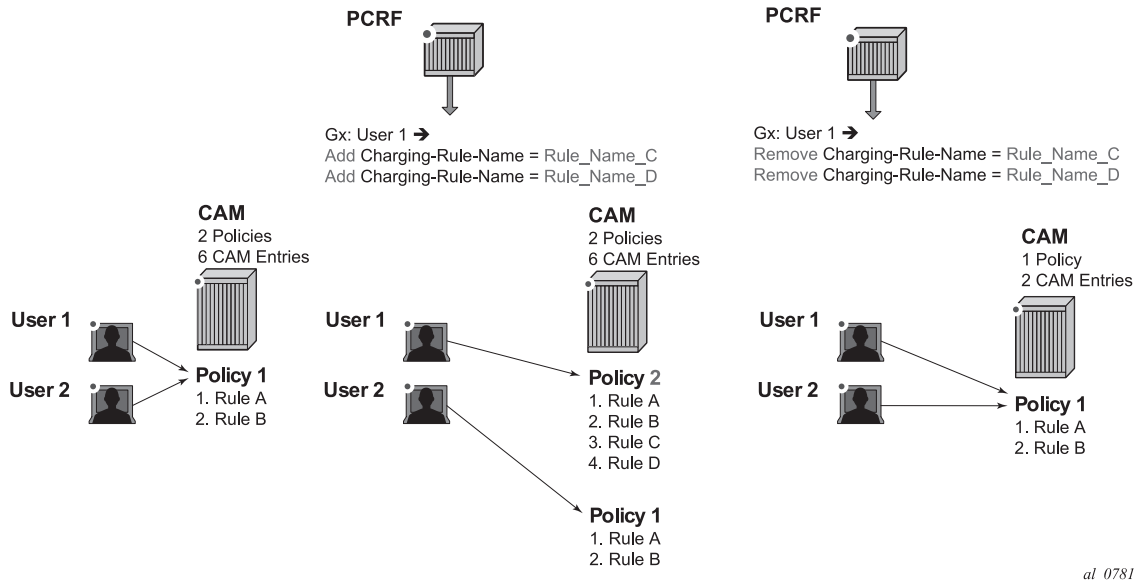 PCRF
Gx: User 1 ➔
Add Charging-Rule-Name = Rule_Name_C
Add Charging-Rule-Name = Rule_Name_D
PCRF
Gx: User 1 ➔
Remove Charging-Rule-Name = Rule_Name_C
Remove Charging-Rule-Name = Rule_Name_D
CAM
2 Policies
6 CAM Entries
User 1
User 2
Policy 1
1. Rule A
2. Rule B
CAM
2 Policies
6 CAM Entries
User 1
User 2
Policy 2
1. Rule A
2. Rule B
3. Rule C
4. Rule D
Policy 1
1. Rule A
2. Rule B
CAM
1 Policy
2 CAM Entries
User 1
User 2
Policy 1
1. Rule A
2. Rule B
al_0781